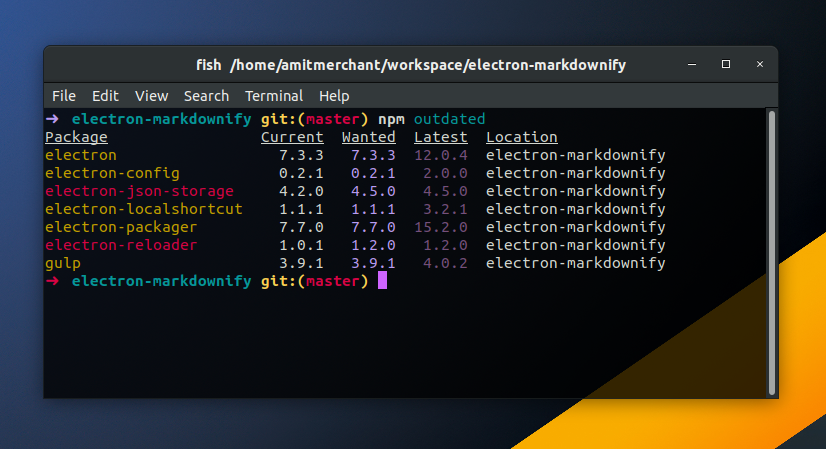 fish /home/amitmerchant/workspace/electron-markdownify
File Edit View Search Terminal Help
➜ electron-markdownify git:(master) npm outdated
Package Current Wanted Latest Location
electron 7.3.3 7.3.3 12.0.4 electron-markdownify
electron-config 0.2.1 0.2.1 2.0.0 electron-markdownify
electron-json-storage 4.2.0 4.5.0 4.5.0 electron-markdownify
electron-localshortcut 1.1.1 1.1.1 3.2.1 electron-markdownify
electron-packager 7.7.0 7.7.0 15.2.0 electron-markdownify
electron-reloader 1.0.1 1.2.0 1.2.0 electron-markdownify
gulp 3.9.1 3.9.1 4.0.2 electron-markdownify
➜ electron-markdownify git:(master)